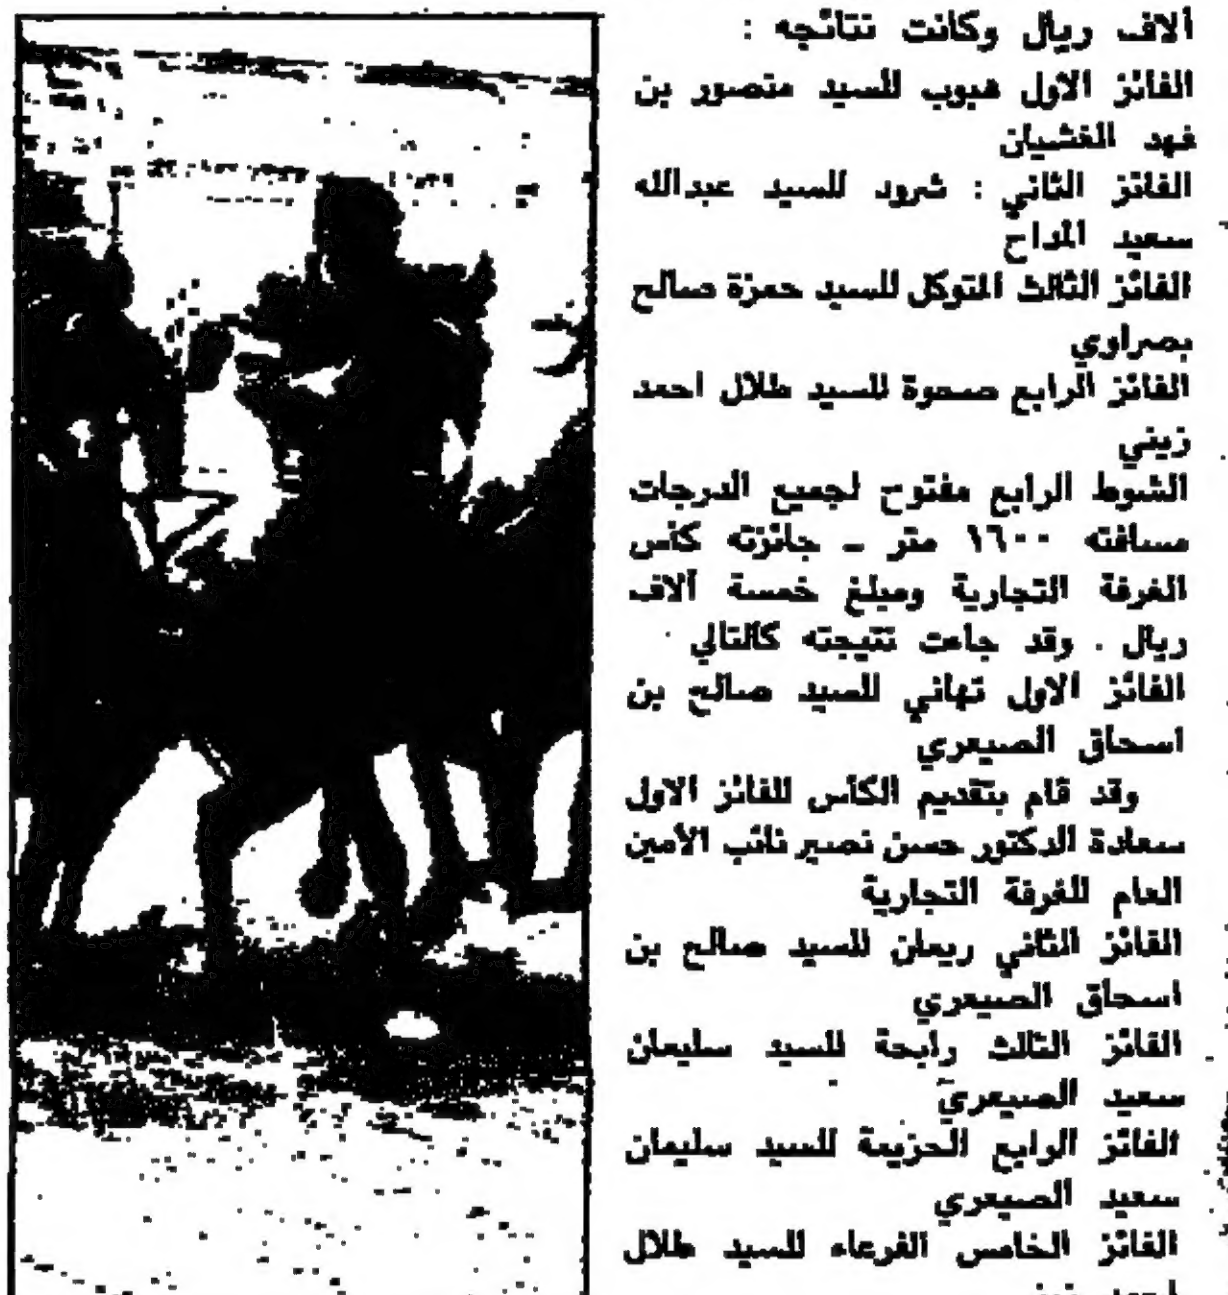 آلاف ريال وكانت نتائجه :
الفائز الاول هبوب للسيد منصور بن
فهد الغشيان
الفائز الثاني : شرود للسيد عبدالله
سعيد المداح
الفائز الثالث المتوكل للسيد حمزة صالح
بصراوي
الفائز الرابع صحوة للسيد طلال احمد
زيني
الشوط الرابع مفتوح لجميع الدرجات
مسافته ١٦٠٠ متر - جائزته كأس
الغرفة التجارية ومبلغ خمسة آلاف
ريال . وقد جاءت نتيجته كالتالي
الفائز الاول تهاني للسيد صالح بن
اسحاق الصيعري
وقد قام بتقديم الكأس للفائز الاول
سعادة الدكتور حسن نصير نائب الأمين
العام للغرفة التجارية
الفائز الثاني ريعان للسيد صالح بن
اسحاق الصيعري
الفائز الثالث رابحة للسيد سليمان
سعيد الصيعري
الفائز الرابع الحزيمة للسيد سليمان
سعيد الصيعري
الفائز الخامس الفرعاء للسيد طلال